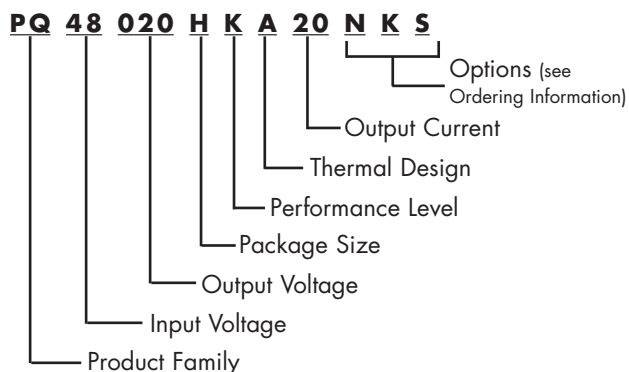 PQ 48 020 H K A 20 N K S
Options (see
Ordering Information)
Output Current
Thermal Design
Performance Level
Package Size
Output Voltage
Input Voltage
Product Family